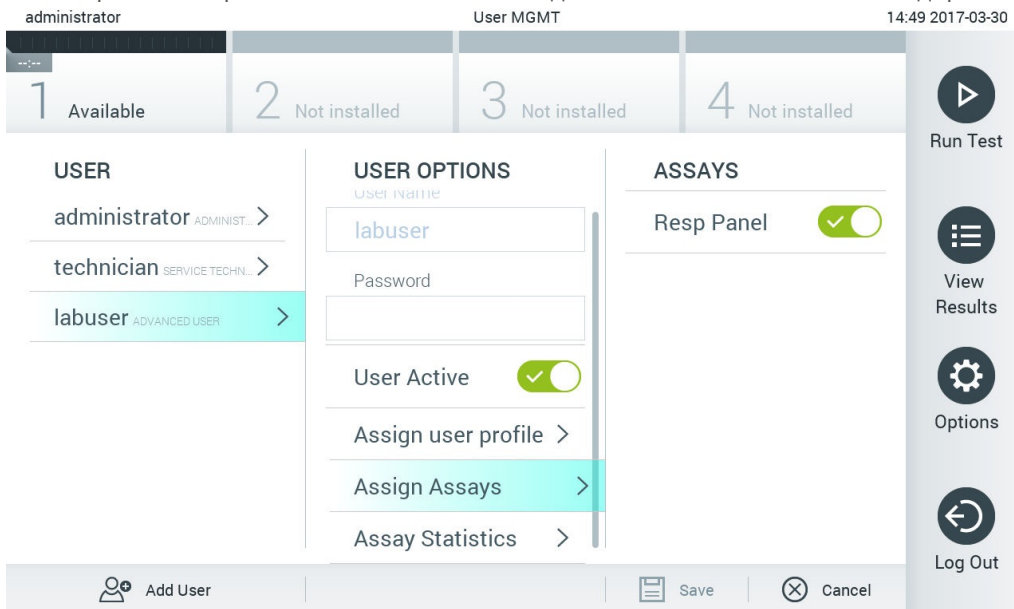 administrator User MGMT 14:49 2017-03-30
--:--
1 Available 2 Not installed 3 Not installed 4 Not installed
Run Test
USER
administrator ADMINIST...
technician SERVICE TECHN...
labuser ADVANCED USER
USER OPTIONS
User Name
labuser
Password
User Active
Assign user profile
Assign Assays
Assay Statistics
ASSAYS
Resp Panel
View
Results
Options
Log Out
Add User Save Cancel